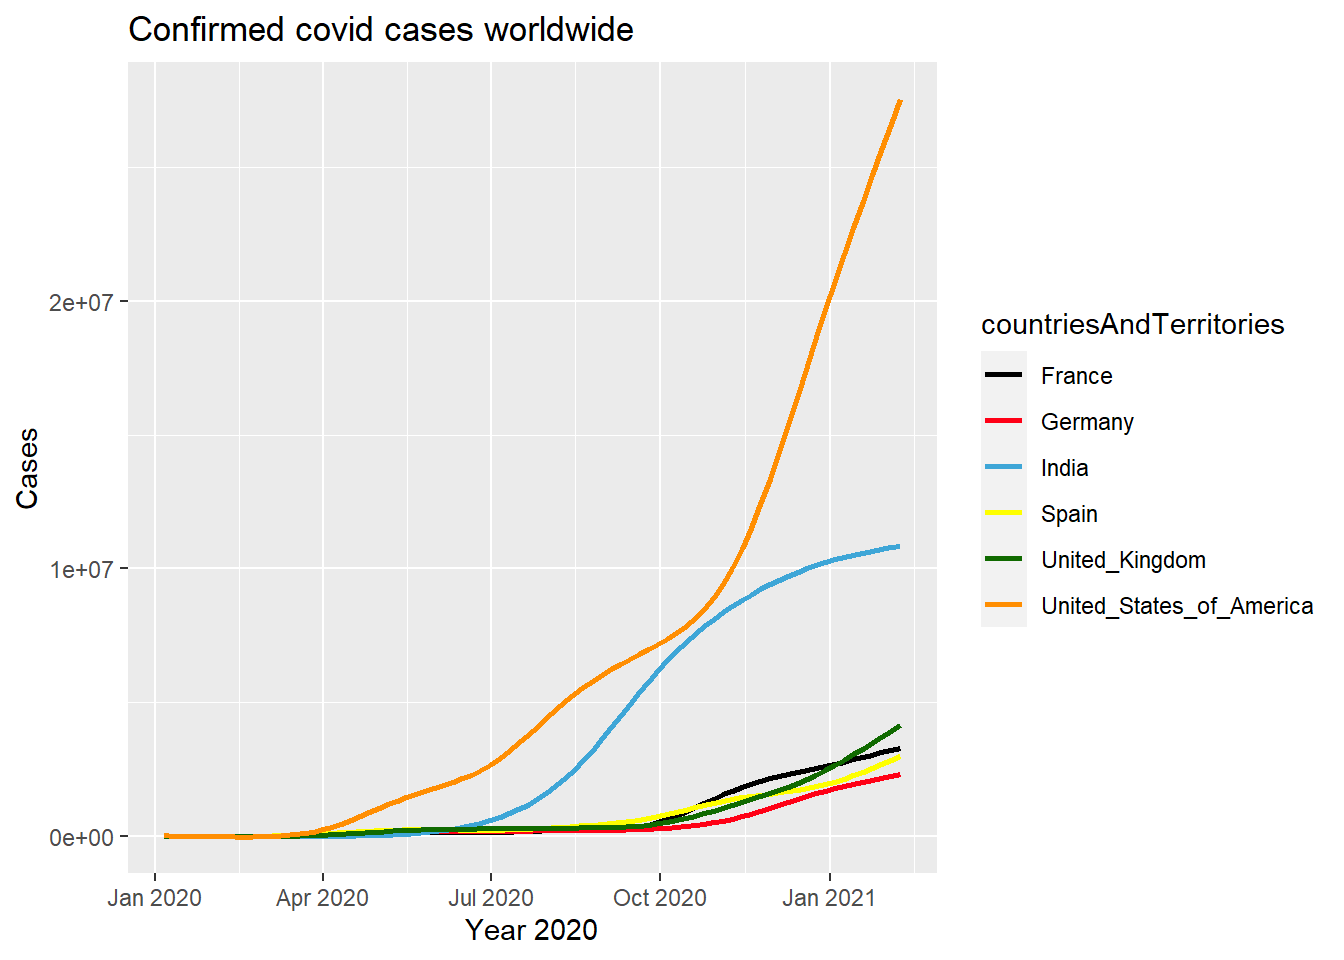 Confirmed covid cases worldwide
Cases
2e+07
1e+07
0e+00
Jan 2020 Apr 2020 Jul 2020 Oct 2020 Jan 2021
Year 2020
countriesAndTerritories
France
Germany
India
Spain
United_Kingdom
United_States_of_America